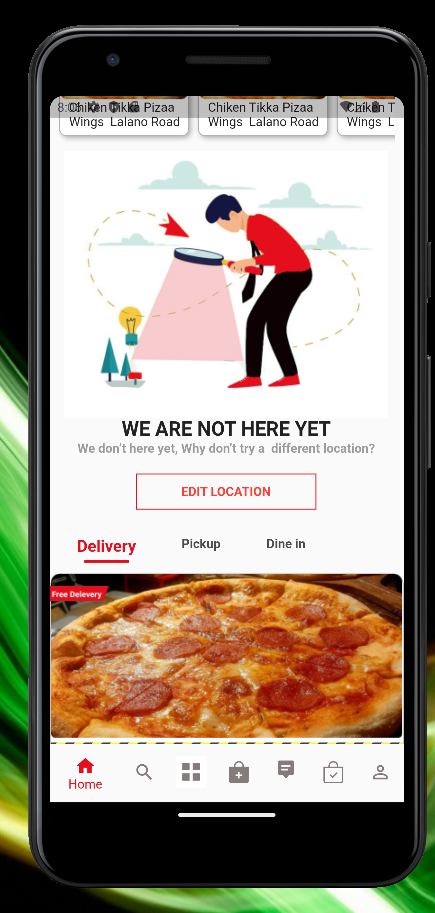 8:05
Chiken Tikka Pizaa
Wings Lalano Road
Chiken Tikka Pizaa
Wings Lalano Road
Chiken T
Wings L
WE ARE NOT HERE YET
We don't here yet, Why don't try a different location?
EDIT LOCATION
Delivery Pickup Dine in
Free Delevery
Home